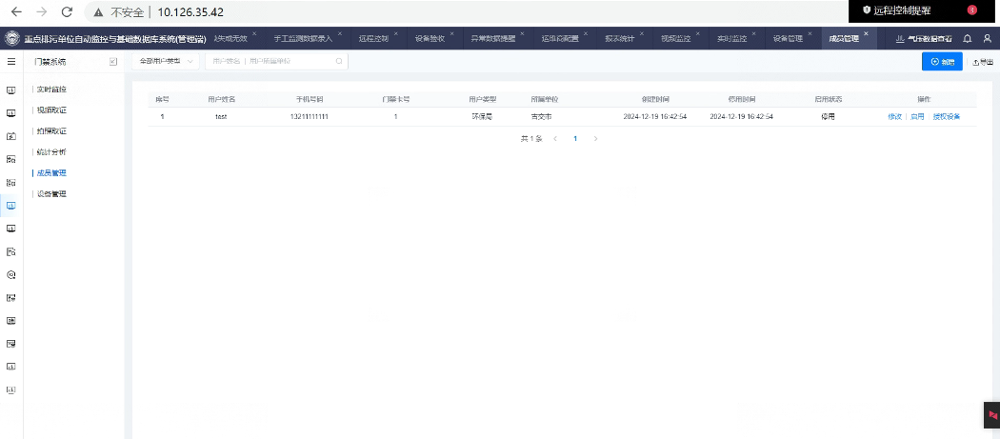 不安全 | 10.126.35.42
远程控制提醒 3
重点排污单位自动监控与基础数据库系统(管理端)
缺失或无效 × 手工监测数据录入 × 远程控制 × 设备验收 × 异常数据提醒 × 运维商配置 × 报表统计 × 视频监控 × 实时监控 × 设备管理 × 成员管理 ×
气压数据查看
门禁系统
全部用户类型
用户姓名 | 用户所属单位
新增
导出
实时监控
视频取证
拍照取证
统计分析
成员管理
设备管理
序号 用户姓名 手机号码 门禁卡号 用户类型 所属单位 创建时间 停用时间 启用状态 操作
1 test 13211111111 1 环保局 古交市 2024-12-19 16:42:54 2024-12-19 16:42:54 停用 修改 启用 授权设备
共 1 条 < 1 >